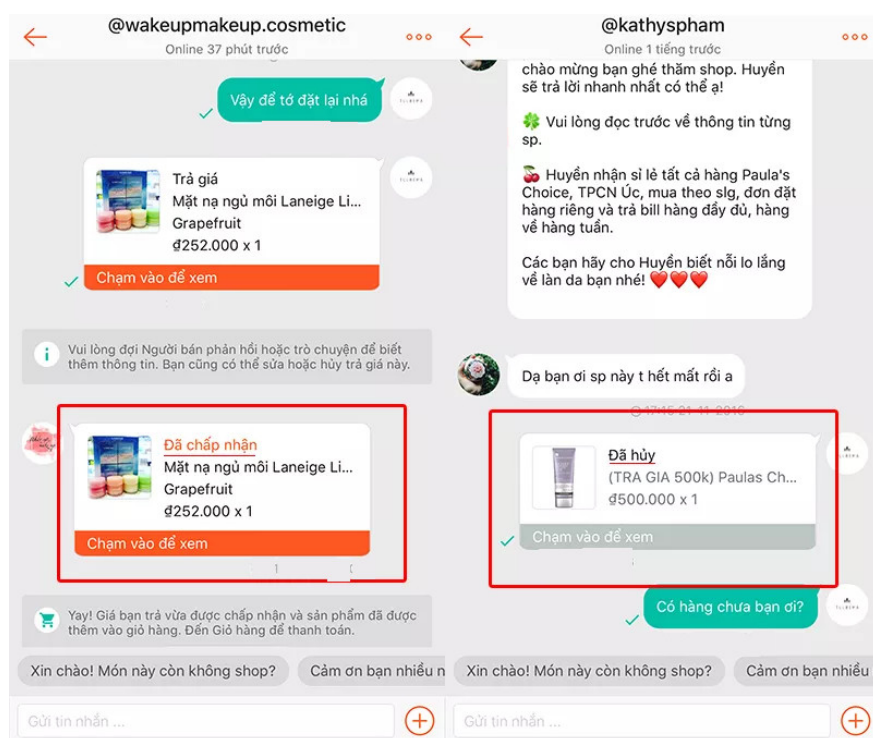 @wakeupmakeup.cosmetic
Online 37 phút trước
Vậy để tớ đặt lại nhá
Trả giá
Mặt nạ ngủ môi Laneige Li...
Grapefruit
₫252.000 x 1
Chạm vào để xem
Vui lòng đợi Người bán phản hồi hoặc trò chuyện để biết
thêm thông tin. Bạn cũng có thể sửa hoặc hủy trả giá này.
Đã chấp nhận
Mặt nạ ngủ môi Laneige Li...
Grapefruit
₫252.000 x 1
Chạm vào để xem
Yay! Giá bạn trả vừa được chấp nhận và sản phẩm đã được
thêm vào giỏ hàng. Đến Giỏ hàng để thanh toán.
Xin chào! Món này còn không shop?
Cảm ơn bạn nhiều n
Gửi tin nhắn ...
@kathyspham
Online 1 tiếng trước
chào mừng bạn ghé thăm shop. Huyền
sẽ trả lời nhanh nhất có thể ạ!
🍀 Vui lòng đọc trước về thông tin từng
sp.
🍒 Huyền nhận sỉ lẻ tất cả hàng Paula's
Choice, TPCN Úc, mua theo slg, đơn đặt
hàng riêng và trả bill hàng đầy đủ, hàng
về hàng tuần.
Các bạn hãy cho Huyền biết nỗi lo lắng
về làn da bạn nhé! ❤️❤️❤️
Dạ bạn ơi sp này t hết mất rồi a
17:15 21-11-2016
Đã hủy
(TRA GIA 500k) Paulas Ch...
₫500.000 x 1
Chạm vào để xem
Có hàng chưa bạn ơi?
Xin chào! Món này còn không shop?
Cảm ơn bạn nhiều
Gửi tin nhắn ...